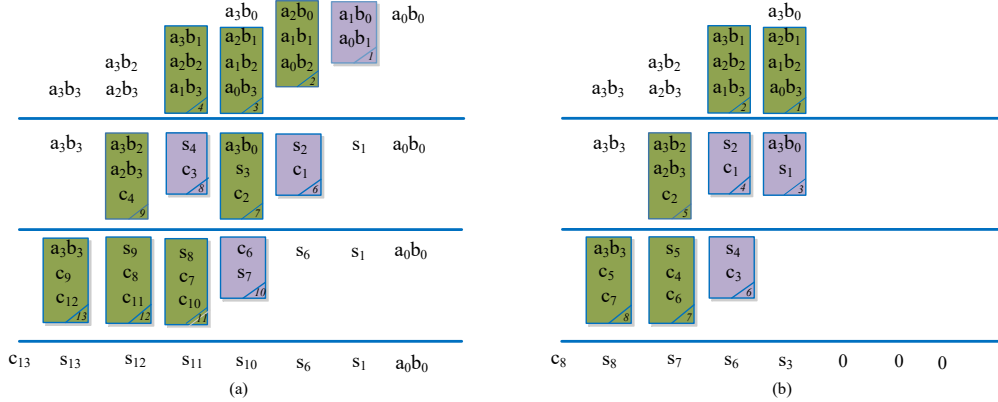 a₃b₀ a₂b₀ a₁b₀ a₀b₀
a₃b₁ a₂b₁ a₁b₁ a₀b₁
1
a₃b₂ a₂b₂ a₁b₂ a₀b₂
2
a₃b₃ a₂b₃ a₁b₃ a₀b₃
4 3
a₃b₃ a₃b₂ s₄ a₃b₀ s₂ s₁ a₀b₀
a₂b₃ c₃ s₃ c₁
8 6
c₄ c₂
9 7
a₃b₃ s₉ s₈ c₆ s₆ s₁ a₀b₀
c₉ c₈ c₇ s₇
10
c₁₂ c₁₁ c₁₀
13 12 11
c₁₃ s₁₃ s₁₂ s₁₁ s₁₀ s₆ s₁ a₀b₀
(a)
a₃b₀
a₃b₁ a₂b₁
a₃b₂ a₂b₂ a₁b₂
a₃b₃ a₂b₃ a₁b₃ a₀b₃
2 1
a₃b₃ a₃b₂ s₂ a₃b₀
a₂b₃ c₁ s₁
4 3
c₂
5
a₃b₃ s₅ s₄
c₅ c₄ c₃
6
c₇ c₆
8 7
c₈ s₈ s₇ s₆ s₃ 0 0 0
(b)